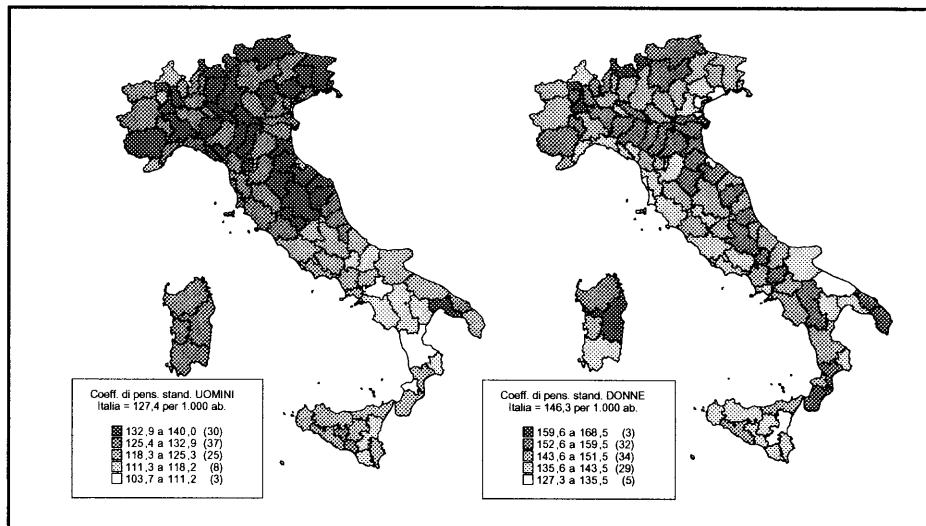 Coeff. di pens. stand. UOMINI
Italia = 127,4 per 1.000 ab.
132,9 a 140,0 (30)
125,4 a 132,9 (37)
118,3 a 125,3 (25)
111,3 a 118,2 (8)
103,7 a 111,2 (3)
Coeff. di pens. stand. DONNE
Italia = 146,3 per 1.000 ab.
159,6 a 168,5 (3)
152,6 a 159,5 (32)
143,6 a 151,5 (34)
135,6 a 143,5 (29)
127,3 a 135,5 (5)